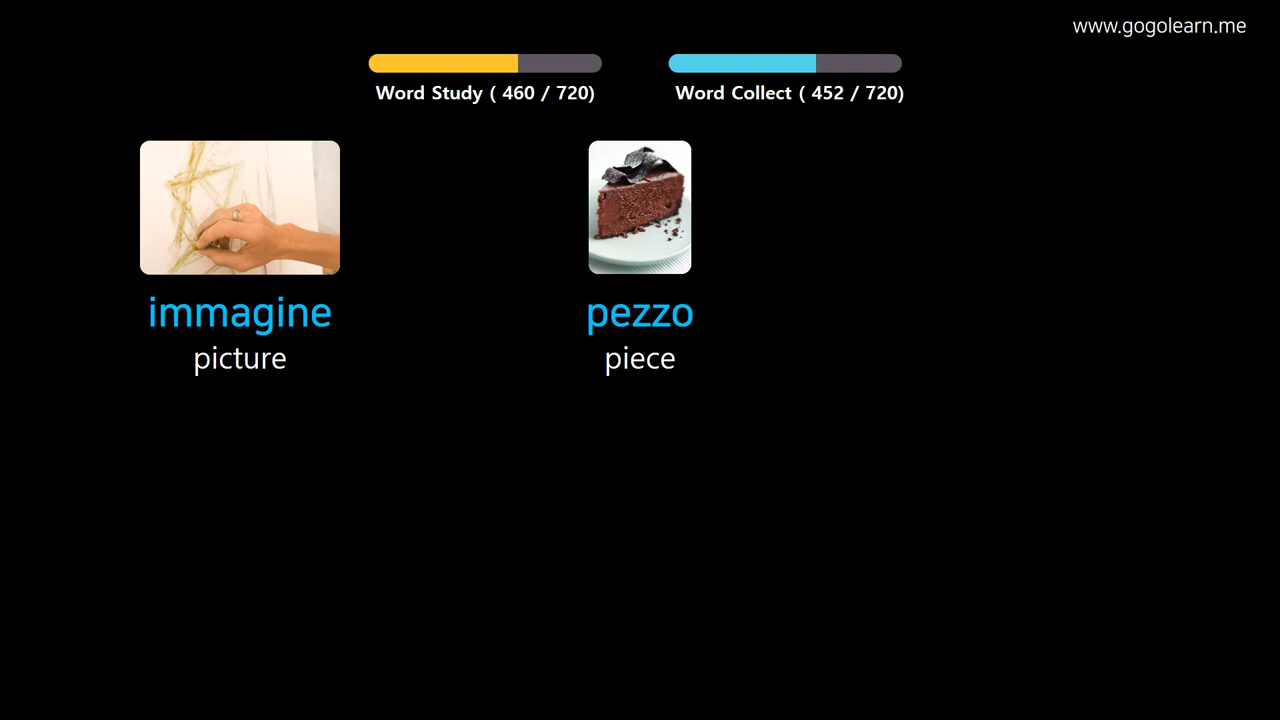 www.gogolearn.me
Word Study ( 460 / 720)
Word Collect ( 452 / 720)
immagine
picture
pezzo
piece